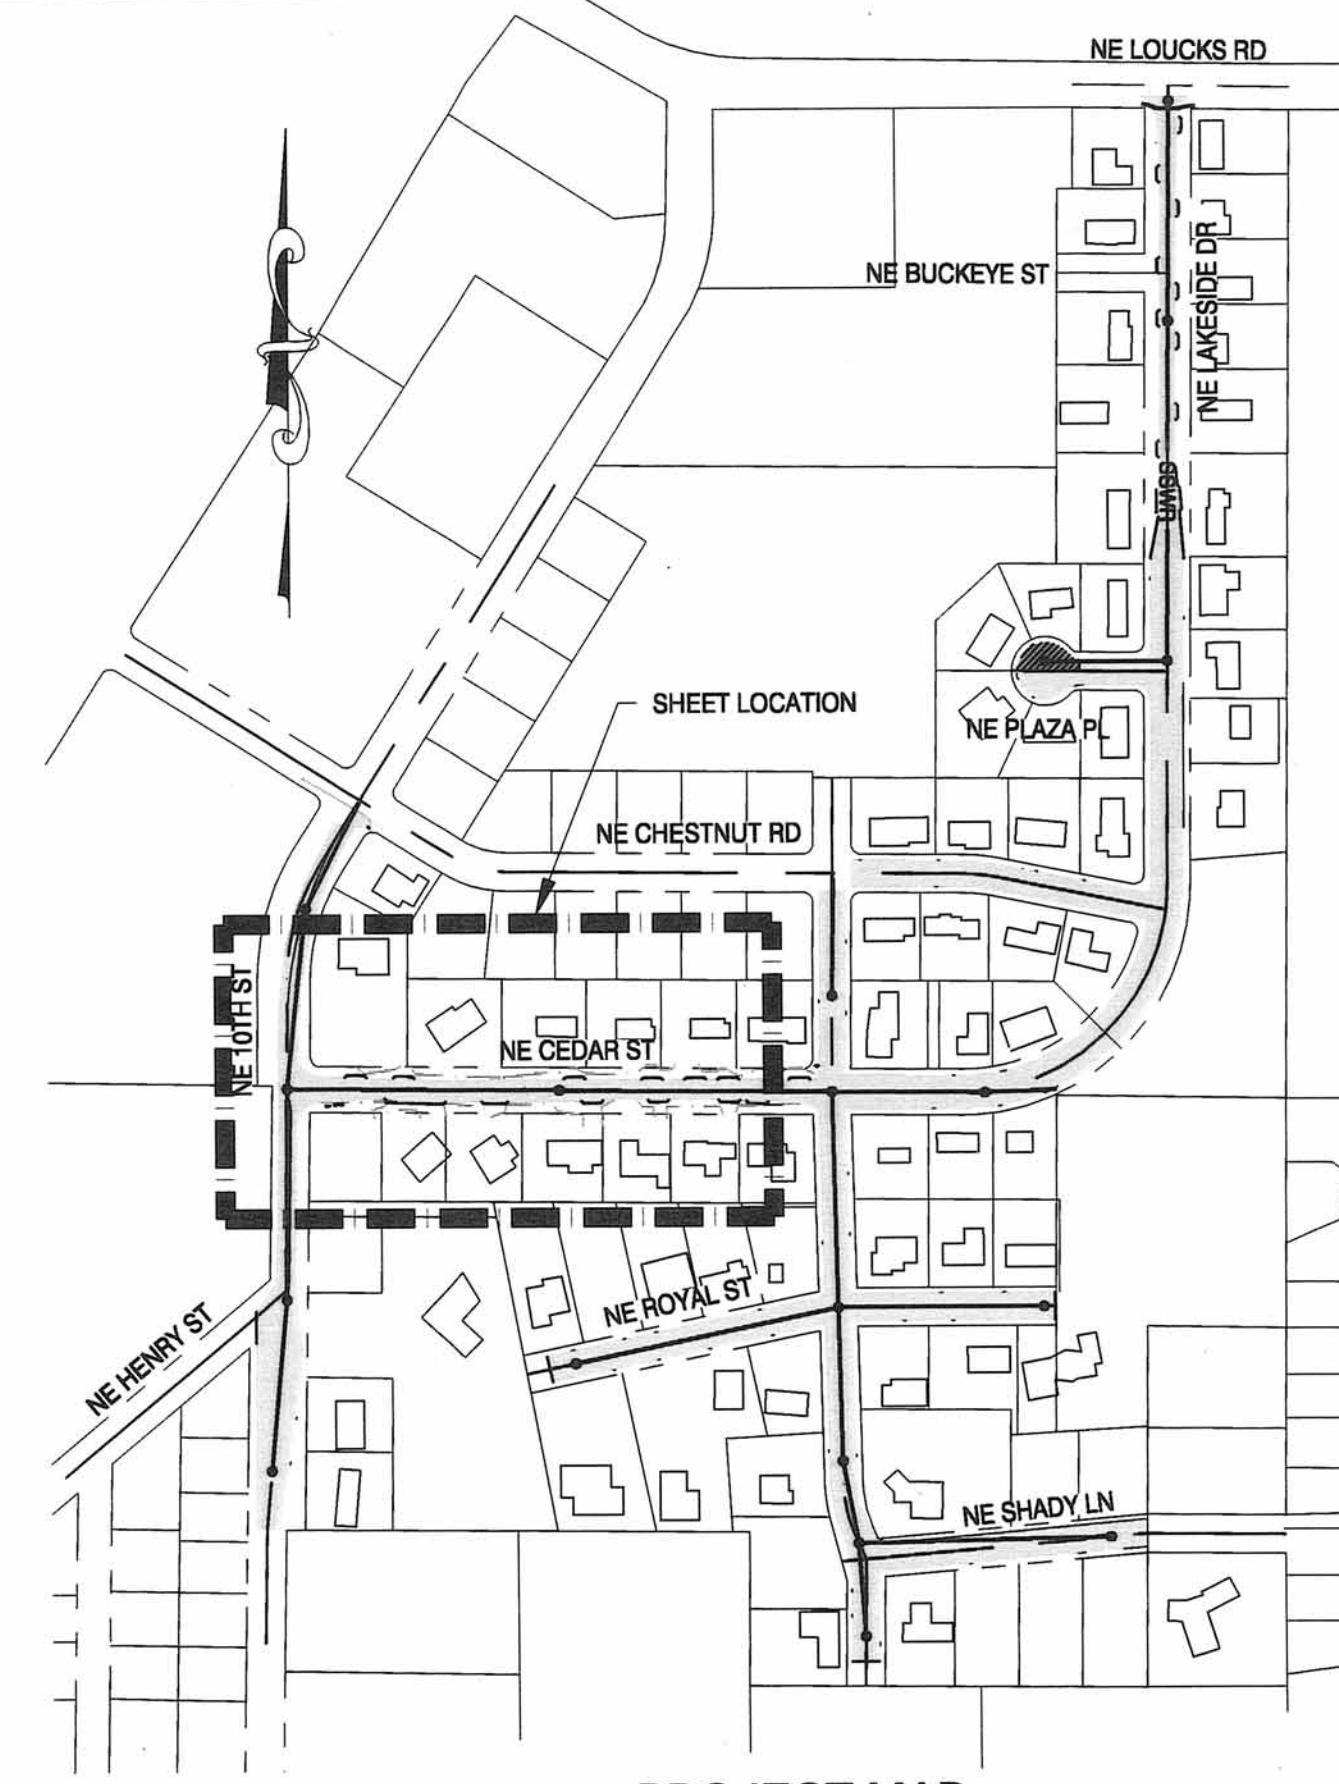 NE LOUCKS RD
NE BUCKEYE ST
NE LAKESIDE DR
SHEET LOCATION
NE PLAZA PL
NE CHESTNUT RD
NE 10TH ST
NE CEDAR ST
NE ROYAL ST
NE HENRY ST
NE SHADY LN